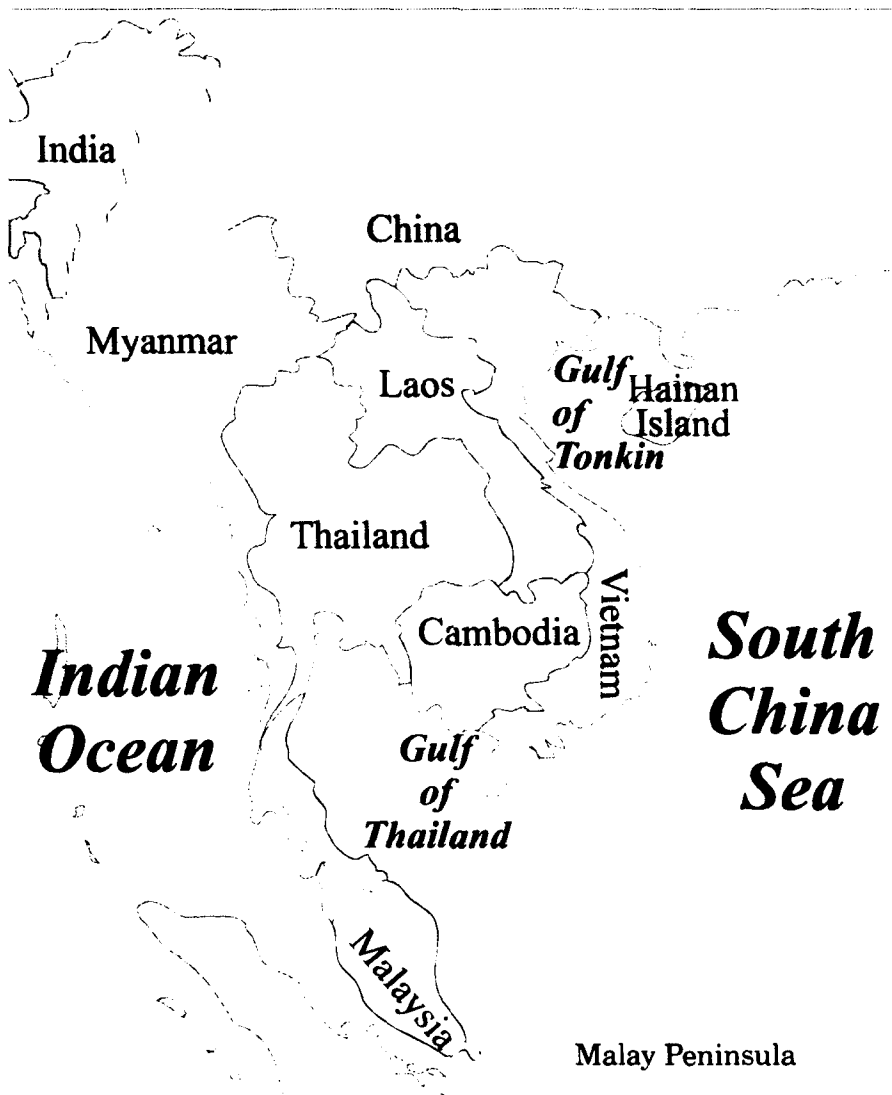 India
China
Myanmar
Laos
Gulf
of
Tonkin
Hainan
Island
Thailand
Vietnam
Cambodia
Indian
Ocean
South
China
Sea
Gulf
of
Thailand
Malaysia
Malay Peninsula